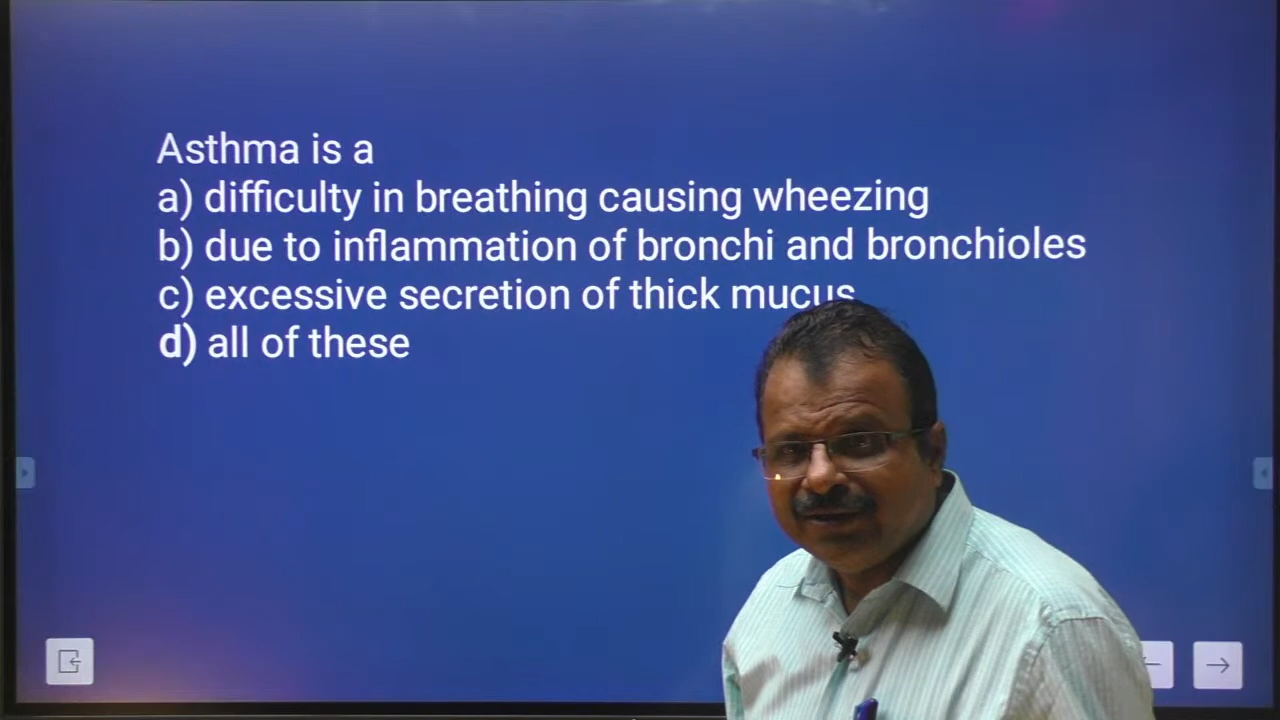 Asthma is a
a) difficulty in breathing causing wheezing
b) due to inflammation of bronchi and bronchioles
c) excessive secretion of thick mucus
d) all of these